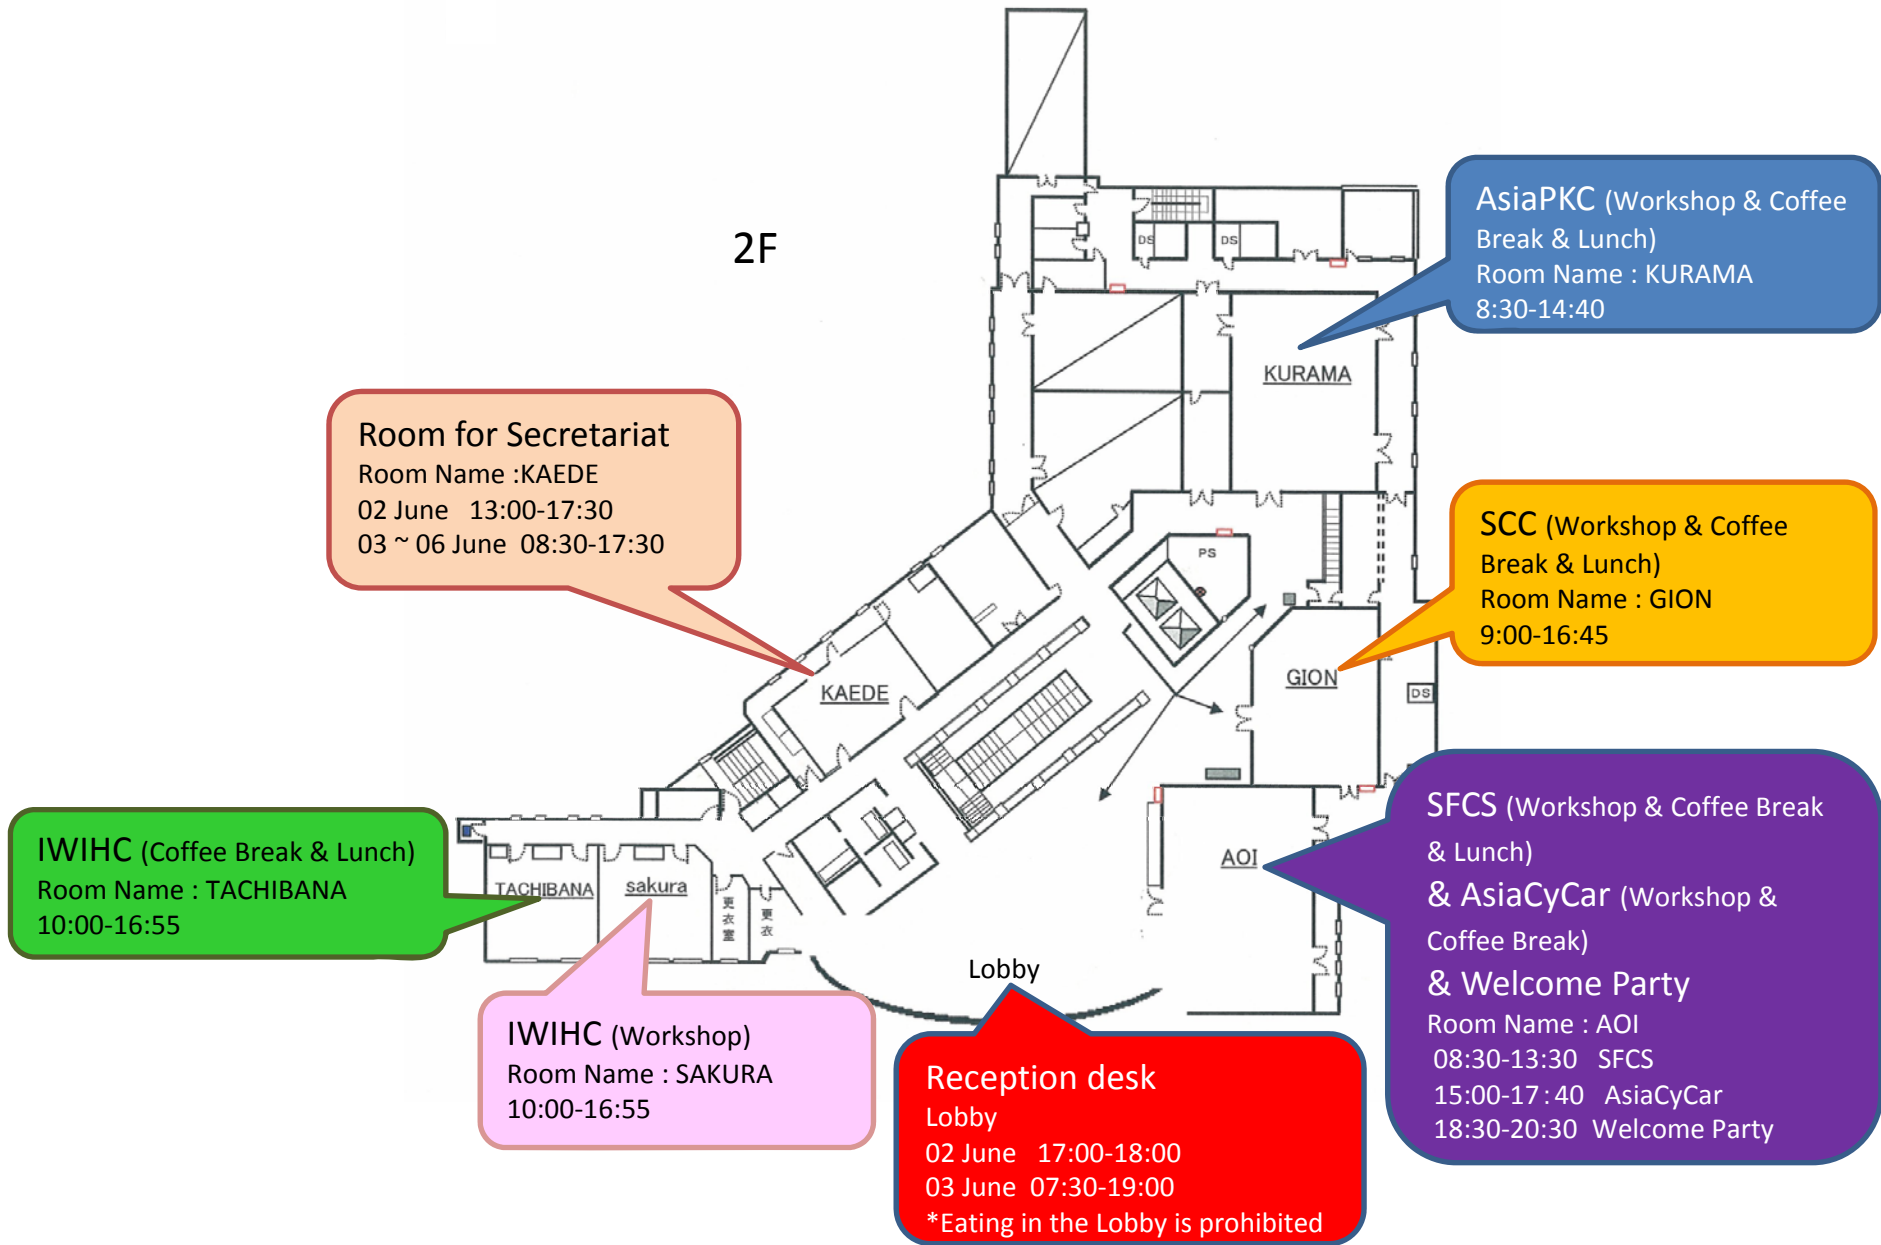 2F
DS
DS
AsiaPKC (Workshop & Coffee
Break & Lunch)
Room Name : KURAMA
8:30-14:40
KURAMA
Room for Secretariat
Room Name :KAEDE
02 June 13:00-17:30
03 ~ 06 June 08:30-17:30
SCC (Workshop & Coffee
Break & Lunch)
Room Name : GION
9:00-16:45
PS
KAEDE
GION
DS
SFCS (Workshop & Coffee Break
& Lunch)
& AsiaCyCar (Workshop &
Coffee Break)
& Welcome Party
Room Name : AOI
08:30-13:30 SFCS
15:00-17:40 AsiaCyCar
18:30-20:30 Welcome Party
AOI
IWIHC (Coffee Break & Lunch)
Room Name : TACHIBANA
10:00-16:55
TACHIBANA
sakura
更衣室
更衣
Lobby
IWIHC (Workshop)
Room Name : SAKURA
10:00-16:55
Reception desk
Lobby
02 June 17:00-18:00
03 June 07:30-19:00
*Eating in the Lobby is prohibited